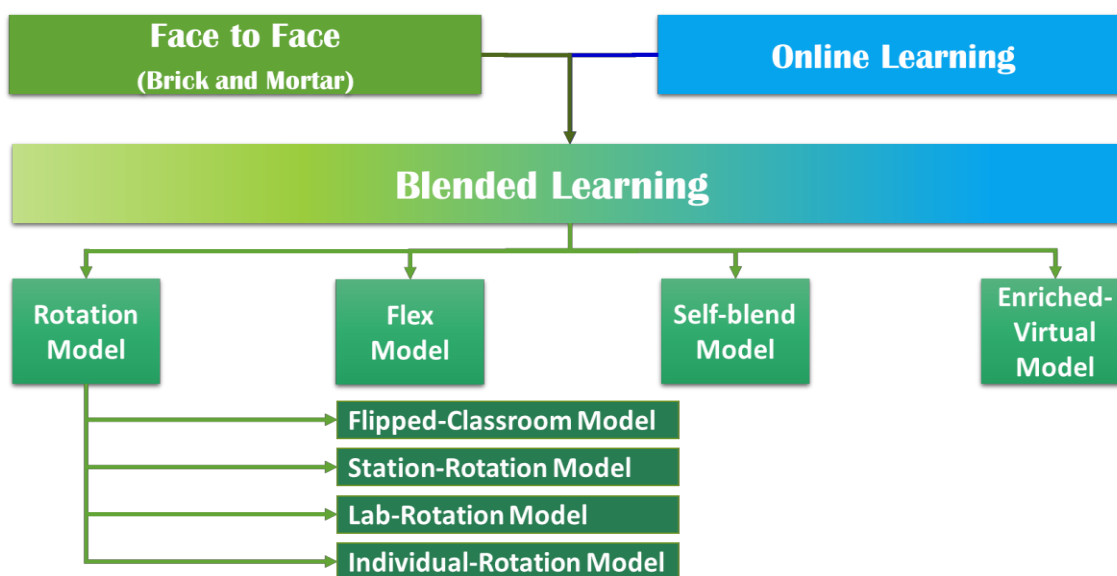 Face to Face
(Brick and Mortar)
Online Learning
Blended Learning
Rotation
Model
Flex
Model
Self-blend
Model
Enriched-
Virtual
Model
Flipped-Classroom Model
Station-Rotation Model
Lab-Rotation Model
Individual-Rotation Model